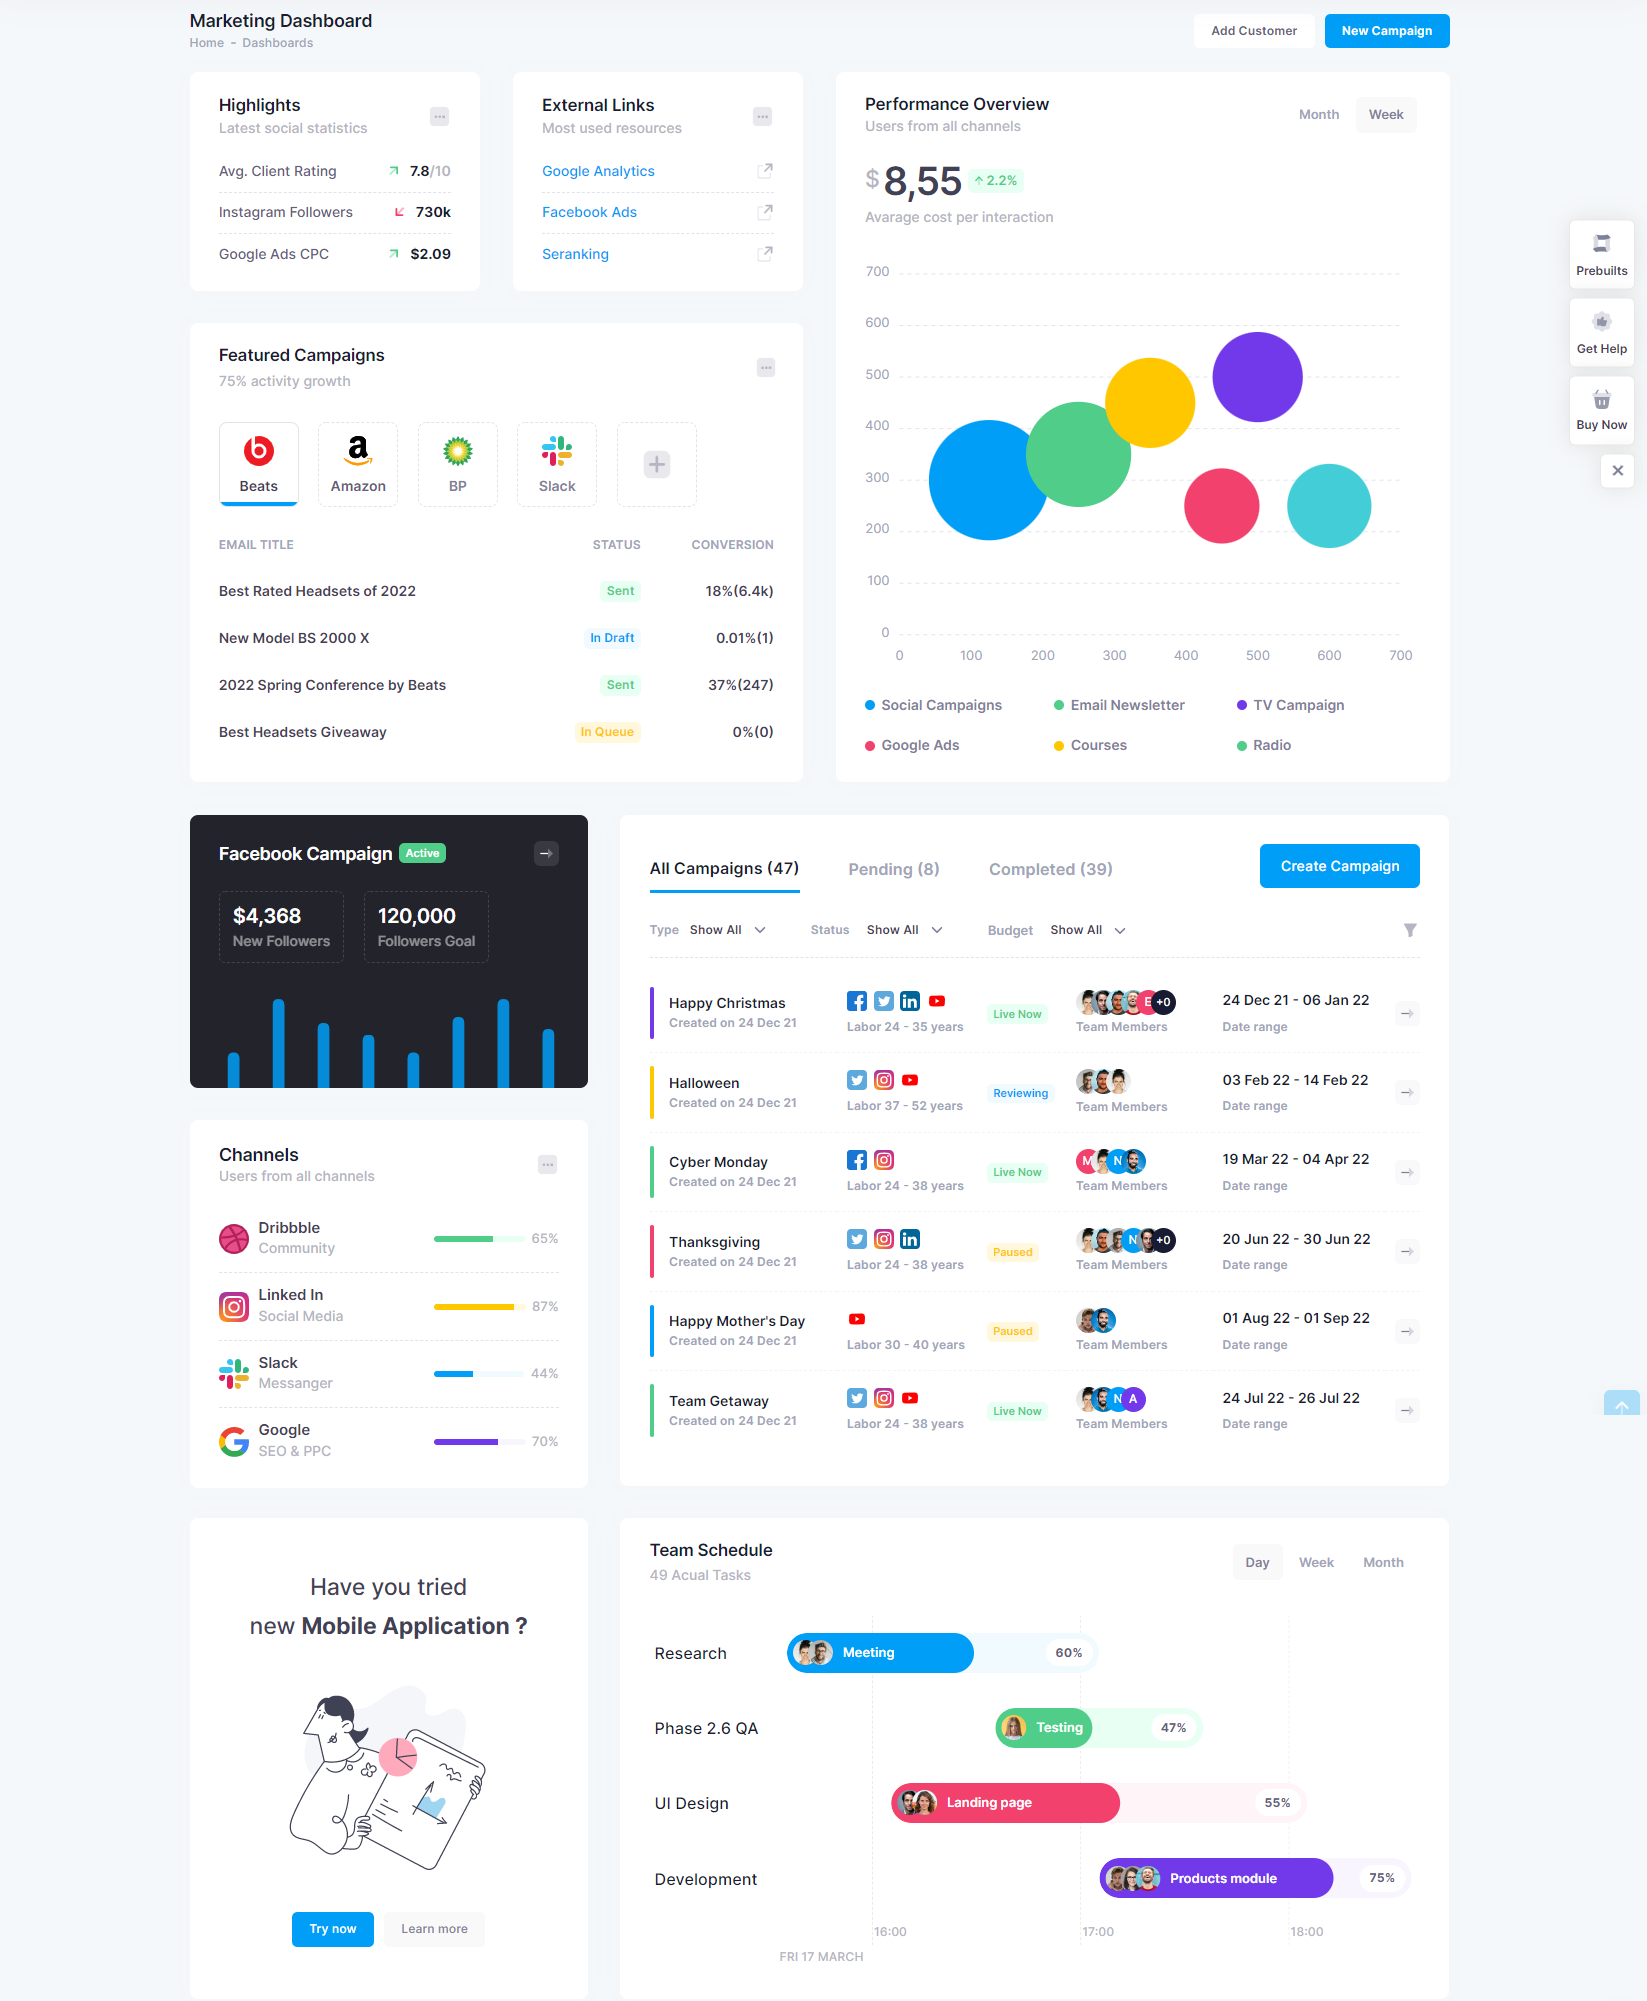 Marketing Dashboard
Home - Dashboards
Add Customer
New Campaign
Highlights
Latest social statistics
Avg. Client Rating 7.8/10
Instagram Followers 730k
Google Ads CPC $2.09
External Links
Most used resources
Google Analytics
Facebook Ads
Seranking
Performance Overview
Users from all channels
Month Week
$8,55 2.2%
Avarage cost per interaction
700
600
500
400
300
200
100
0
0 100 200 300 400 500 600 700
Social Campaigns Email Newsletter TV Campaign
Google Ads Courses Radio
Prebuilts
Get Help
Buy Now
Featured Campaigns
75% activity growth
Beats Amazon BP Slack
EMAIL TITLE STATUS CONVERSION
Best Rated Headsets of 2022 Sent 18%(6.4k)
New Model BS 2000 X In Draft 0.01%(1)
2022 Spring Conference by Beats Sent 37%(247)
Best Headsets Giveaway In Queue 0%(0)
Facebook Campaign Active
$4,368 120,000
New Followers Followers Goal
Channels
Users from all channels
Dribbble
Community
65%
Linked In
Social Media
87%
Slack
Messanger
44%
Google
SEO & PPC
70%
All Campaigns (47) Pending (8) Completed (39) Create Campaign
Type Show All Status Show All Budget Show All
Happy Christmas E +0 24 Dec 21 - 06 Jan 22
Created on 24 Dec 21 Labor 24 - 35 years Live Now Team Members Date range
Halloween 03 Feb 22 - 14 Feb 22
Created on 24 Dec 21 Labor 37 - 52 years Reviewing Team Members Date range
Cyber Monday M N 19 Mar 22 - 04 Apr 22
Created on 24 Dec 21 Labor 24 - 38 years Live Now Team Members Date range
Thanksgiving N +0 20 Jun 22 - 30 Jun 22
Created on 24 Dec 21 Labor 24 - 38 years Paused Team Members Date range
Happy Mother's Day 01 Aug 22 - 01 Sep 22
Created on 24 Dec 21 Labor 30 - 40 years Paused Team Members Date range
Team Getaway N A 24 Jul 22 - 26 Jul 22
Created on 24 Dec 21 Labor 24 - 38 years Live Now Team Members Date range
Have you tried
new Mobile Application ?
Try now Learn more
Team Schedule
49 Acual Tasks
Day Week Month
Research Meeting 60%
Phase 2.6 QA Testing 47%
UI Design Landing page 55%
Development Products module 75%
16:00 17:00 18:00
FRI 17 MARCH